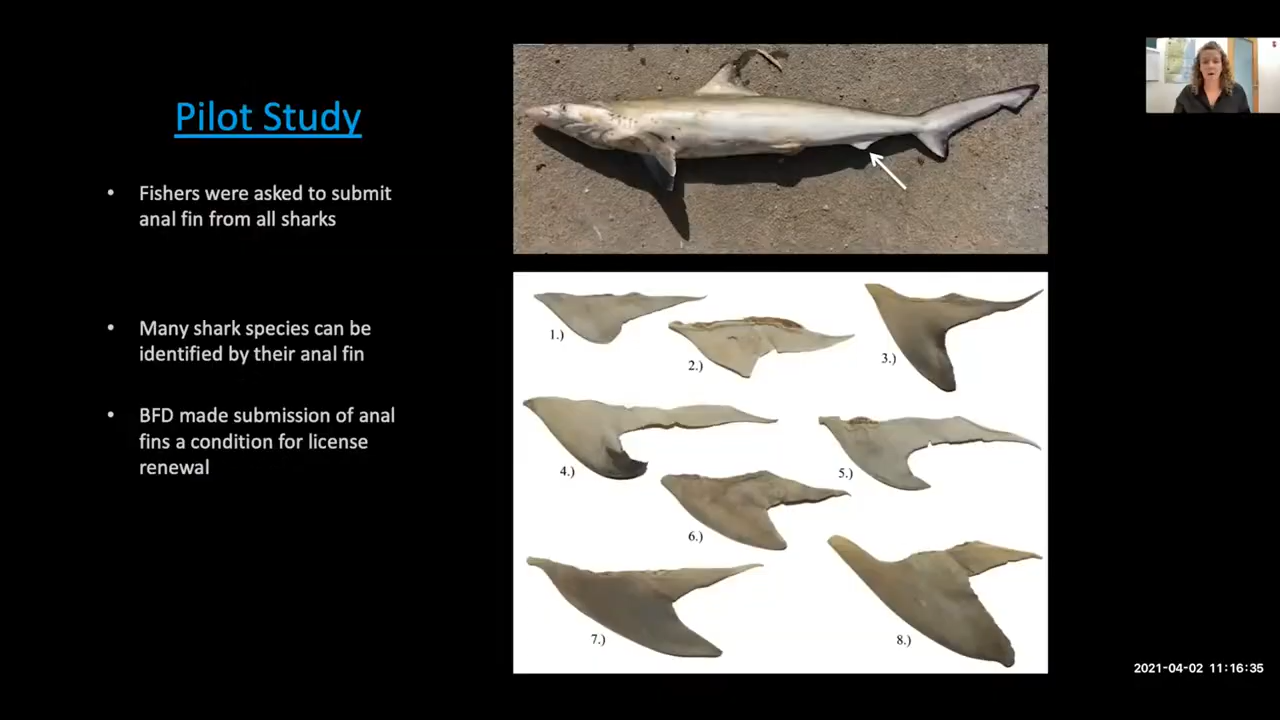 Pilot Study
• Fishers were asked to submit
anal fin from all sharks
• Many shark species can be
identified by their anal fin
• BFD made submission of anal
fins a condition for license
renewal
1.)
2.)
3.)
4.)
5.)
6.)
7.)
8.)
2021-04-02 11:16:35